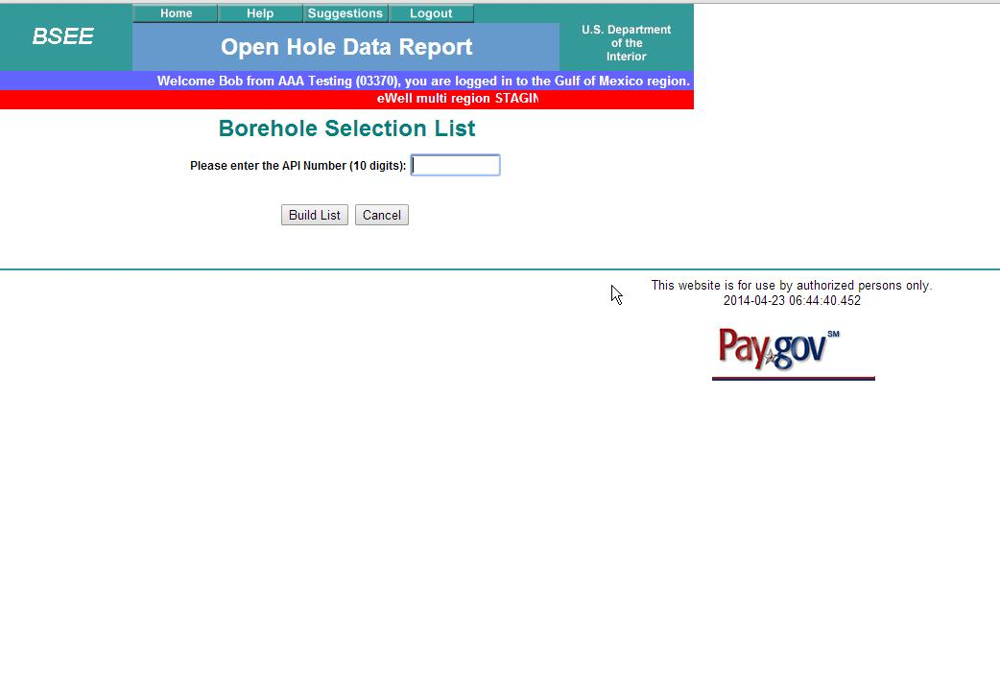 Home Help Suggestions Logout
BSEE
Open Hole Data Report
U.S. Department
of the
Interior
Welcome Bob from AAA Testing (03370), you are logged in to the Gulf of Mexico region.
eWell multi region STAGIN
Borehole Selection List
Please enter the API Number (10 digits):
Build List Cancel
This website is for use by authorized persons only.
2014-04-23 06:44:40.452
Pay.gov SM